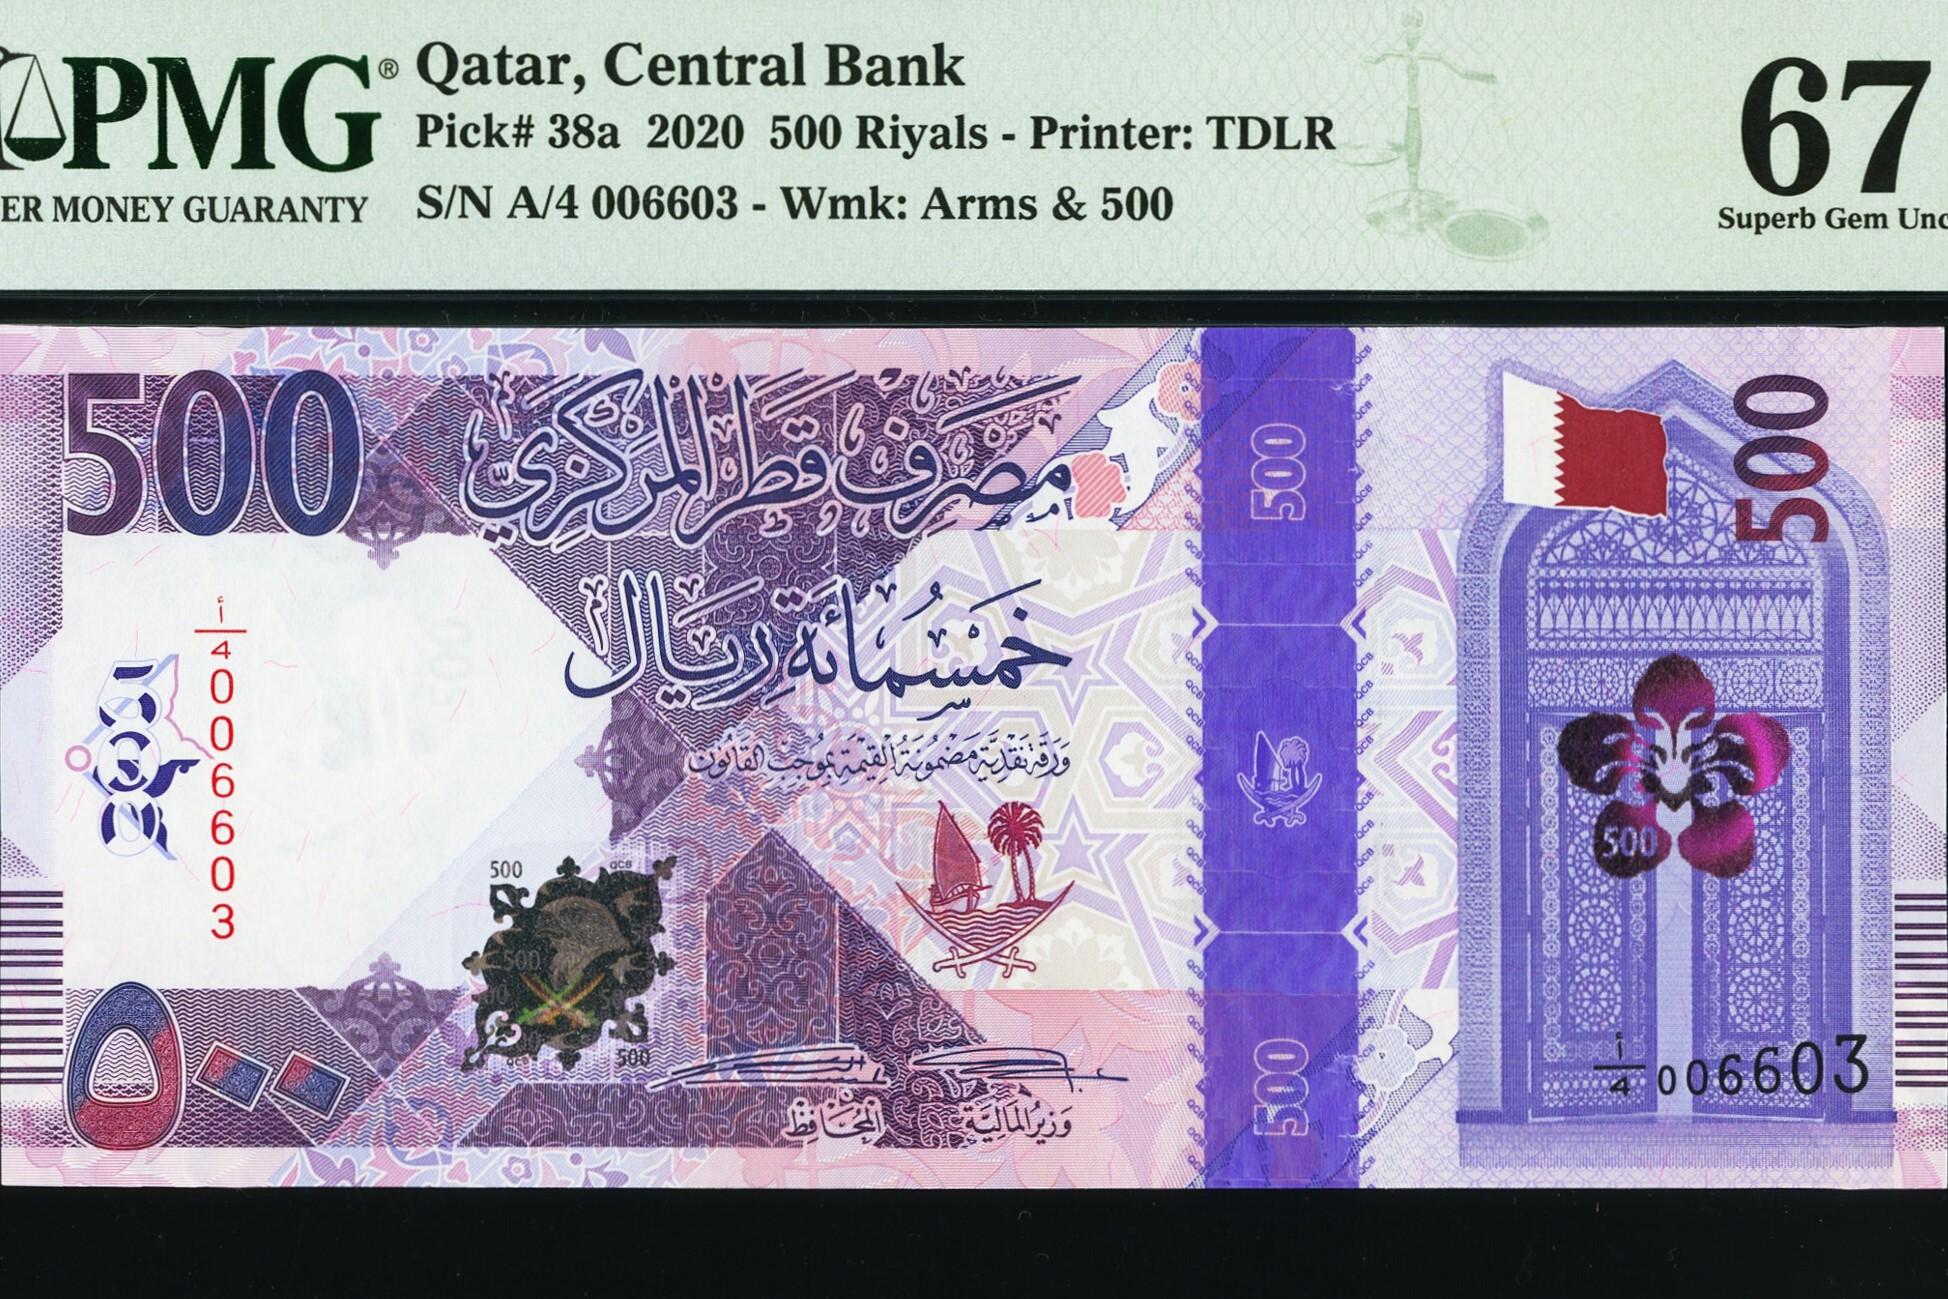 PMG®
ER MONEY GUARANTY
Qatar, Central Bank
Pick# 38a 2020 500 Riyals - Printer: TDLR
S/N A/4 006603 - Wmk: Arms & 500
67
Superb Gem Unc
500
مصرف قطر المركزي
500
500
خمسمائة ريال
أ/4 006603
ورقة نقدية مضمونة القيمة بموجب القانون
500
QCB
500
500
500
٥٠٠
المحافظ
وزير المالية
500
أ/4 006603